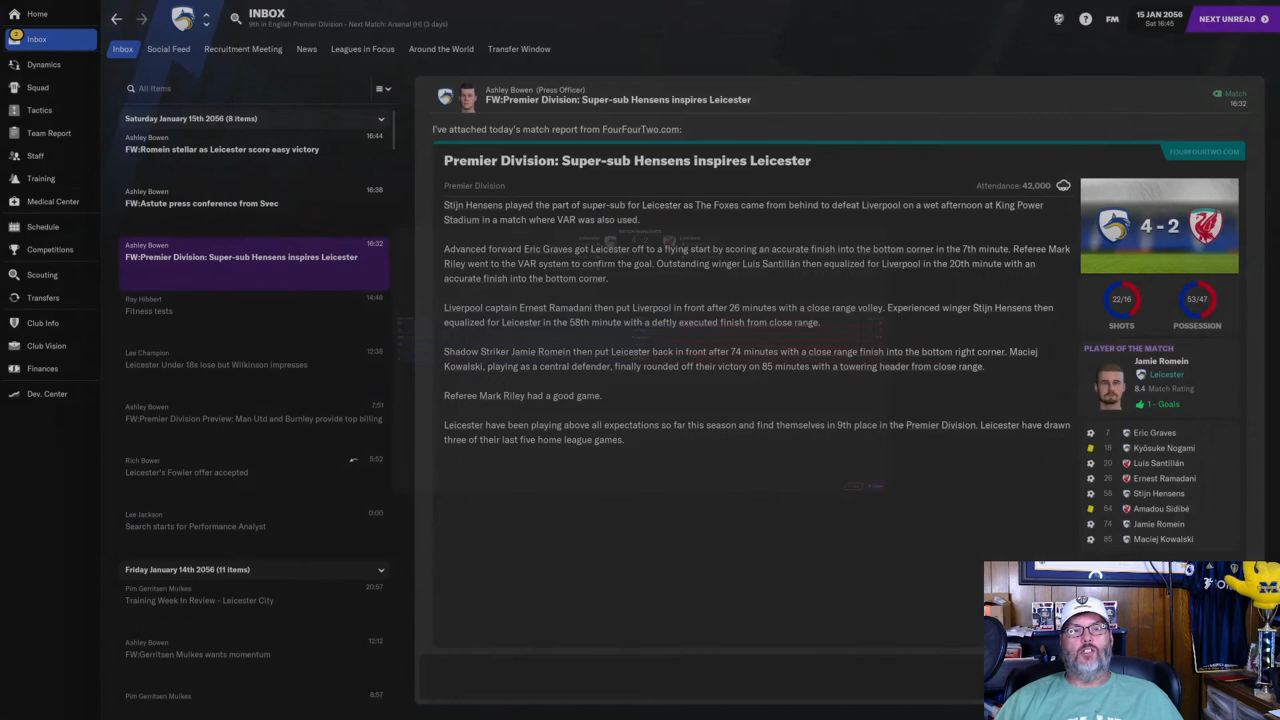 Home
INBOX
9th in English Premier Division - Next Match: Arsenal (H) (3 days)
FM
15 JAN 2056
Sat 16:45
NEXT UNREAD
2
Inbox
Dynamics
Squad
Tactics
Team Report
Staff
Training
Medical Center
Schedule
Competitions
Scouting
Transfers
Club Info
Club Vision
Finances
Dev. Center
Inbox
Social Feed
Recruitment Meeting
News
Leagues in Focus
Around the World
Transfer Window
All Items
Saturday January 15th 2056 (8 items)
Ashley Bowen 16:44
FW:Romein stellar as Leicester score easy victory
Ashley Bowen 16:38
FW:Astute press conference from Svec
Ashley Bowen 16:32
FW:Premier Division: Super-sub Hensens inspires Leicester
Ray Hibbert 14:48
Fitness tests
Lee Champion 12:38
Leicester Under 18s lose but Wilkinson impresses
Ashley Bowen 7:51
FW:Premier Division Preview: Man Utd and Burnley provide top billing
Rich Bower 5:52
Leicester's Fowler offer accepted
Lee Jackson 0:00
Search starts for Performance Analyst
Friday January 14th 2056 (11 items)
Pim Gerritsen Mulkes 20:57
Training Week In Review - Leicester City
Ashley Bowen 12:12
FW:Gerritsen Mulkes wants momentum
Pim Gerritsen Mulkes 8:57
Ashley Bowen (Press Officer)
FW:Premier Division: Super-sub Hensens inspires Leicester
Match
16:32
I've attached today's match report from FourFourTwo.com:
FOURFOURTWO.COM
Premier Division: Super-sub Hensens inspires Leicester
Premier Division
Attendance: 42,000
Stijn Hensens played the part of super-sub for Leicester as The Foxes came from behind to defeat Liverpool on a wet afternoon at King Power
Stadium in a match where VAR was also used.
Advanced forward Eric Graves got Leicester off to a flying start by scoring an accurate finish into the bottom corner in the 7th minute. Referee Mark
Riley went to the VAR system to confirm the goal. Outstanding winger Luis Santillán then equalized for Liverpool in the 20th minute with an
accurate finish into the bottom corner.
Liverpool captain Ernest Ramadani then put Liverpool in front after 26 minutes with a close range volley. Experienced winger Stijn Hensens then
equalized for Leicester in the 58th minute with a deftly executed finish from close range.
Shadow Striker Jamie Romein then put Leicester back in front after 74 minutes with a close range finish into the bottom right corner. Maciej
Kowalski, playing as a central defender, finally rounded off their victory on 85 minutes with a towering header from close range.
Referee Mark Riley had a good game.
Leicester have been playing above all expectations so far this season and find themselves in 9th place in the Premier Division. Leicester have drawn
three of their last five home league games.
4 - 2
22/16
53/47
SHOTS
POSSESSION
PLAYER OF THE MATCH
Jamie Romein
Leicester
8.4 Match Rating
1 - Goals
7 Eric Graves
18 Kyōsuke Nogami
20 Luis Santillán
26 Ernest Ramadani
58 Stijn Hensens
64 Amadou Sidibé
74 Jamie Romein
85 Maciej Kowalski